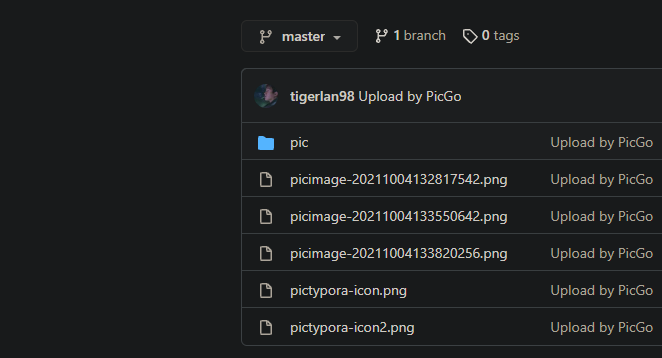 master 1 branch 0 tags
tigerlan98 Upload by PicGo
pic Upload by PicGo
picimage-20211004132817542.png Upload by PicGo
picimage-20211004133550642.png Upload by PicGo
picimage-20211004133820256.png Upload by PicGo
pictypora-icon.png Upload by PicGo
pictypora-icon2.png Upload by PicGo